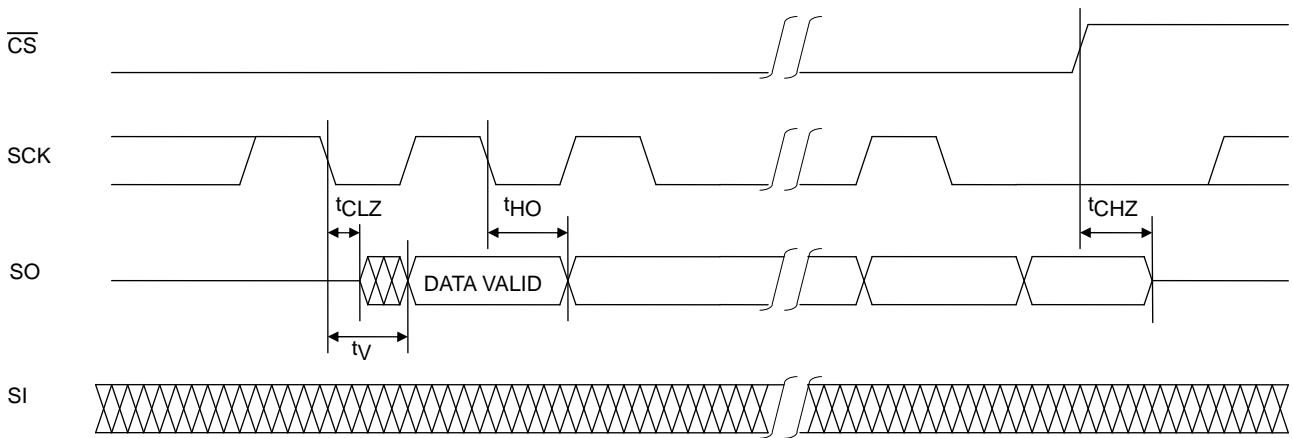 CS
SCK
tCLZ
tHO
tCHZ
SO
DATA VALID
tV
SI